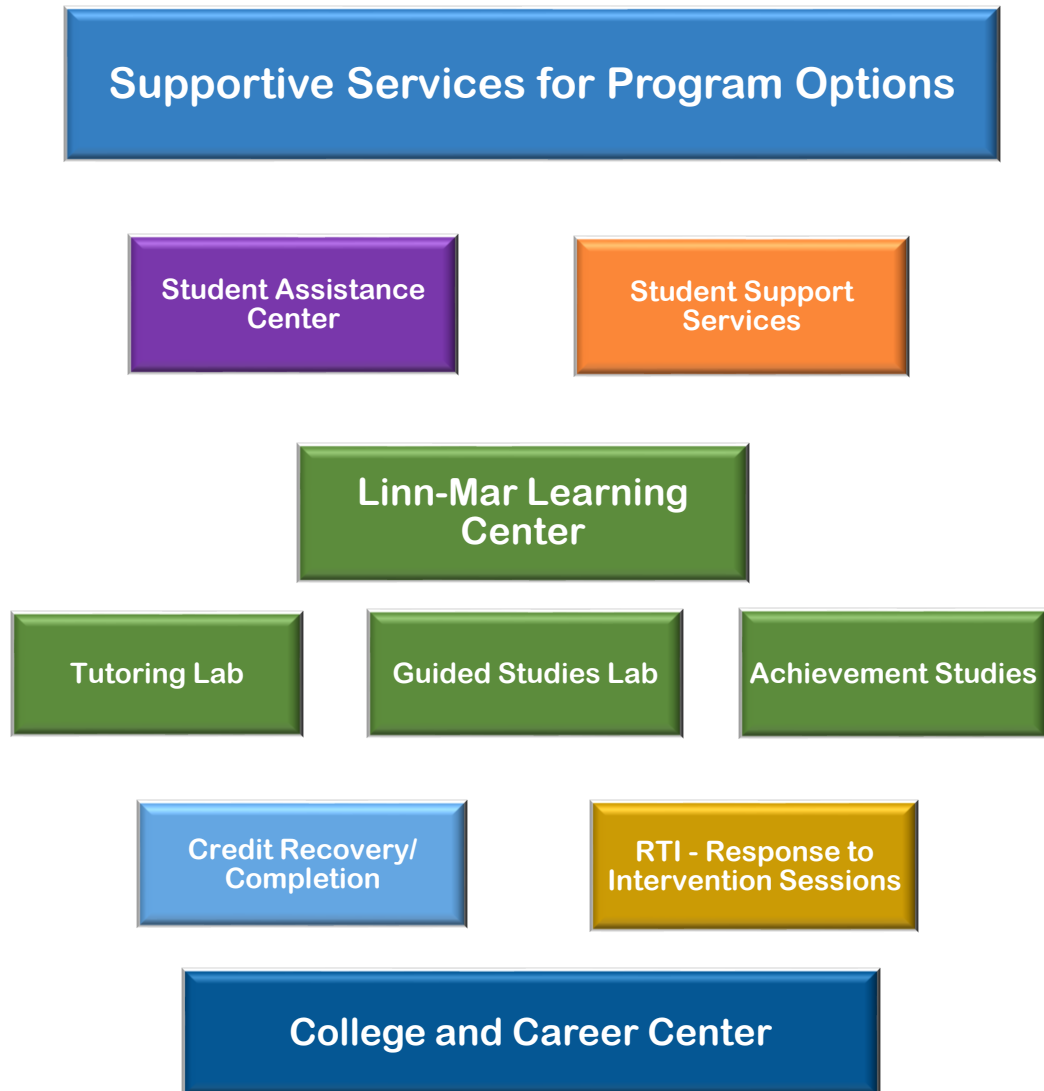 Supportive Services for Program Options
Student Assistance
Center
Student Support
Services
Linn-Mar Learning
Center
Tutoring Lab
Guided Studies Lab
Achievement Studies
Credit Recovery/
Completion
RTI - Response to
Intervention Sessions
College and Career Center